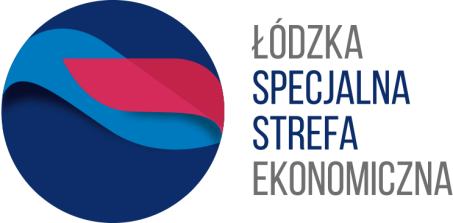 ŁÓDZKA
SPECJALNA
STREFA
EKONOMICZNA